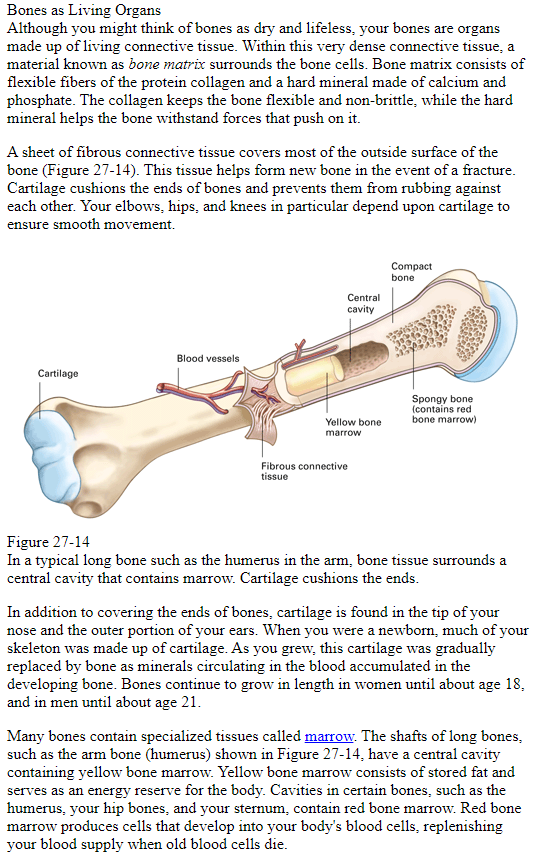 Bones as Living Organs
Although you might think of bones as dry and lifeless, your bones are organs
made up of living connective tissue. Within this very dense connective tissue, a
material known as bone matrix surrounds the bone cells. Bone matrix consists of
flexible fibers of the protein collagen and a hard mineral made of calcium and
phosphate. The collagen keeps the bone flexible and non-brittle, while the hard
mineral helps the bone withstand forces that push on it.
A sheet of fibrous connective tissue covers most of the outside surface of the
bone (Figure 27-14). This tissue helps form new bone in the event of a fracture.
Cartilage cushions the ends of bones and prevents them from rubbing against
each other. Your elbows, hips, and knees in particular depend upon cartilage to
ensure smooth movement.
Compact
bone
Central
cavity
Blood vessels
Cartilage
Spongy bone
(contains red
bone marrow)
Yellow bone
marrow
Fibrous connective
tissue
Figure 27-14
In a typical long bone such as the humerus in the arm, bone tissue surrounds a
central cavity that contains marrow. Cartilage cushions the ends.
In addition to covering the ends of bones, cartilage is found in the tip of your
nose and the outer portion of your ears. When you were a newborn, much of your
skeleton was made up of cartilage. As you grew, this cartilage was gradually
replaced by bone as minerals circulating in the blood accumulated in the
developing bone. Bones continue to grow in length in women until about age 18,
and in men until about age 21.
Many bones contain specialized tissues called marrow. The shafts of long bones,
such as the arm bone (humerus) shown in Figure 27-14, have a central cavity
containing yellow bone marrow. Yellow bone marrow consists of stored fat and
serves as an energy reserve for the body. Cavities in certain bones, such as the
humerus, your hip bones, and your sternum, contain red bone marrow. Red bone
marrow produces cells that develop into your body's blood cells, replenishing
your blood supply when old blood cells die.